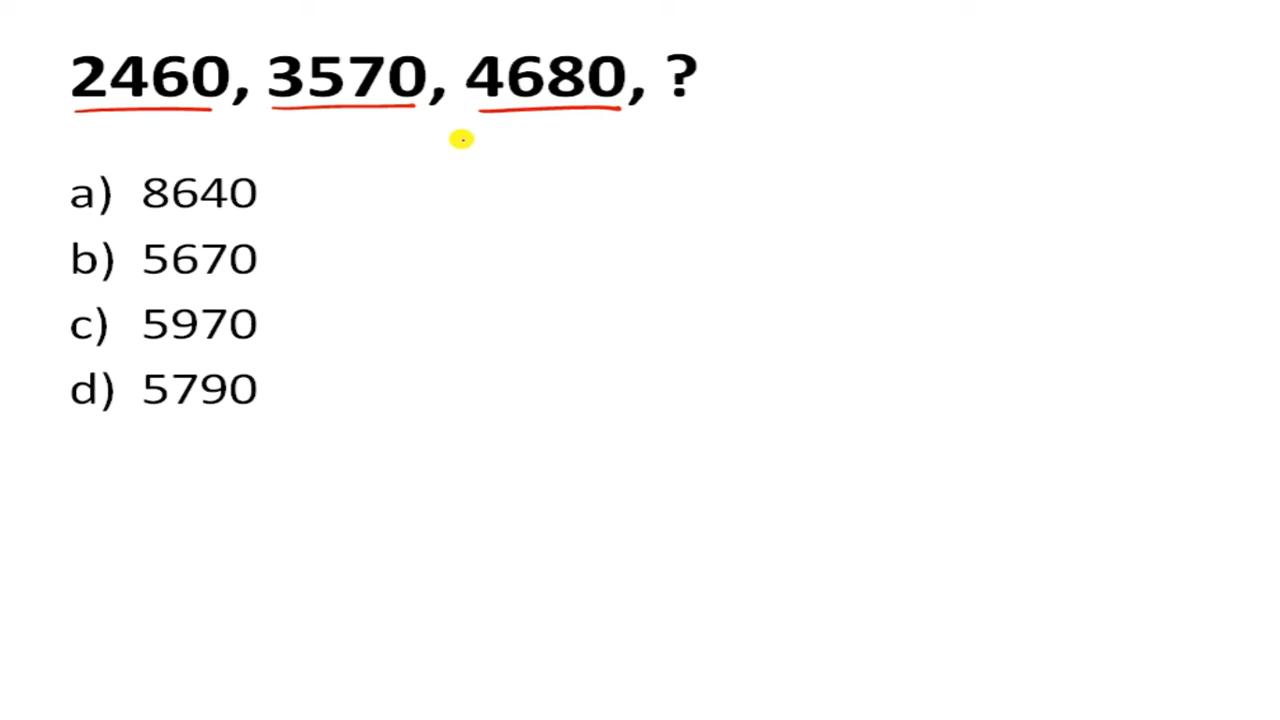 2460, 3570, 4680, ?
a) 8640
b) 5670
c) 5970
d) 5790